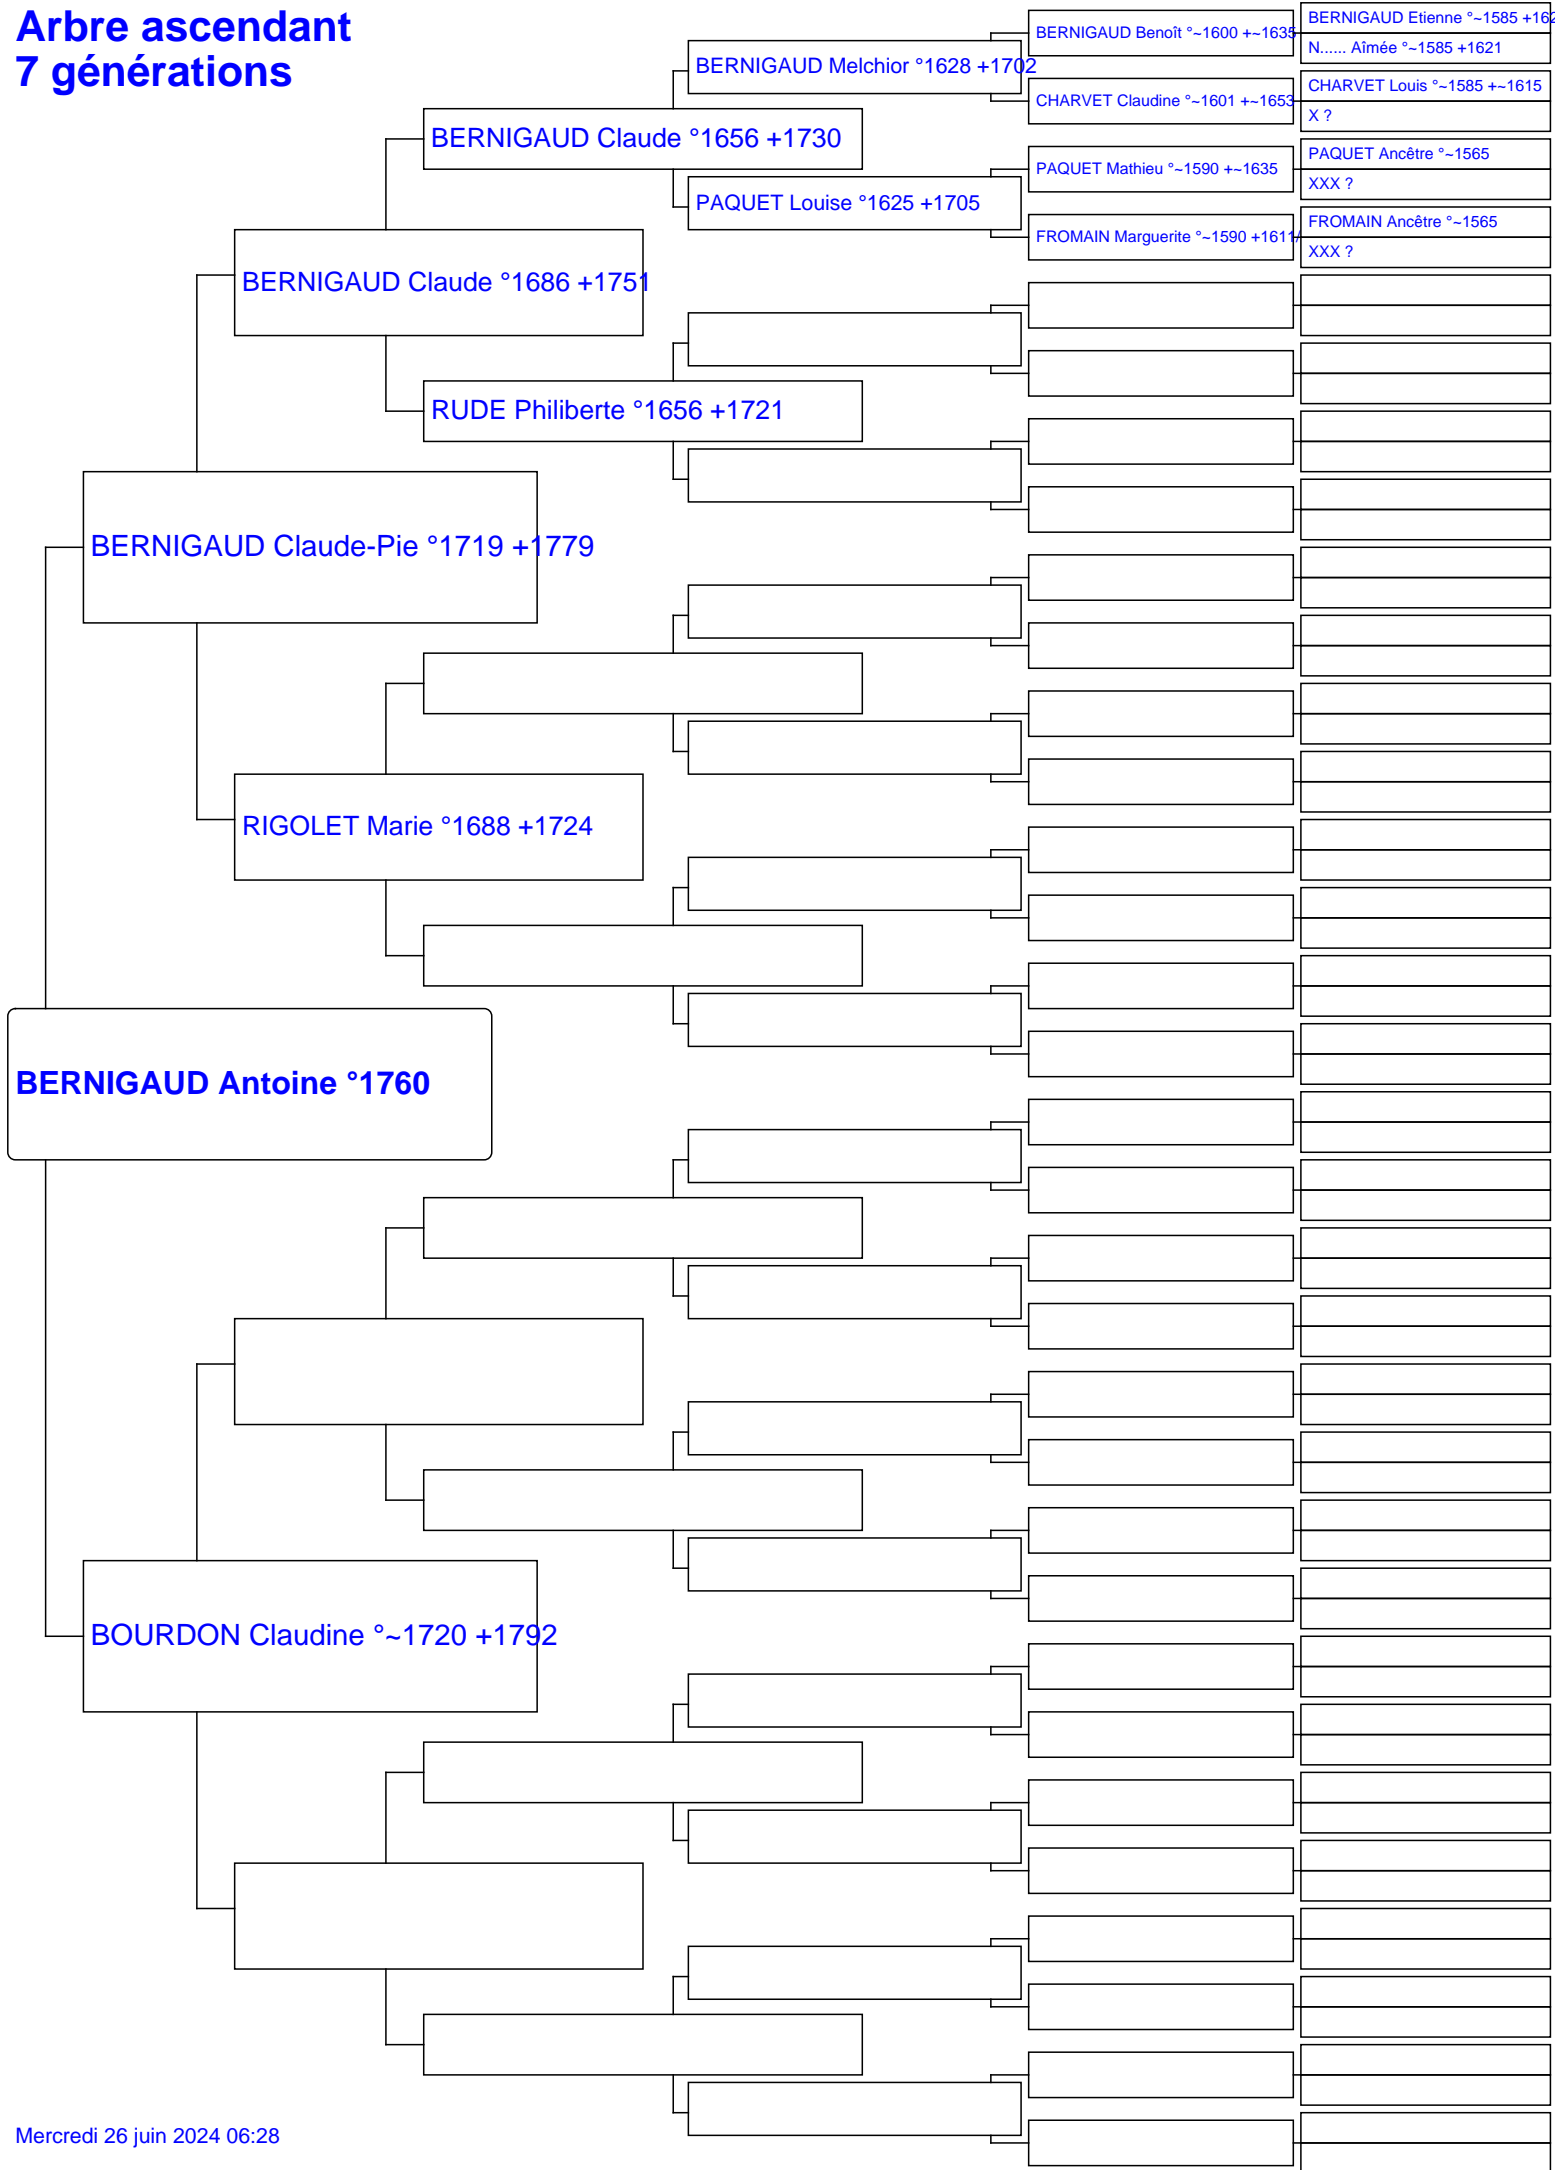 Arbre ascendant
7 générations
BERNIGAUD Antoine °1760
BERNIGAUD Claude-Pie °1719 +1779
BOURDON Claudine °~1720 +1792
BERNIGAUD Claude °1686 +1751
RIGOLET Marie °1688 +1724
BERNIGAUD Claude °1656 +1730
RUDE Philiberte °1656 +1721
BERNIGAUD Melchior °1628 +1702
PAQUET Louise °1625 +1705
BERNIGAUD Benoît °~1600 +~1635
CHARVET Claudine °~1601 +~1653
PAQUET Mathieu °~1590 +~1635
FROMAIN Marguerite °~1590 +1611/
BERNIGAUD Etienne °~1585
N...... Aîmée °~1585 +1621
CHARVET Louis °~1585 +~1615
X ?
PAQUET Ancêtre °~1565
XXX ?
FROMAIN Ancêtre °~1565
XXX ?
Mercredi 26 juin 2024 06:28